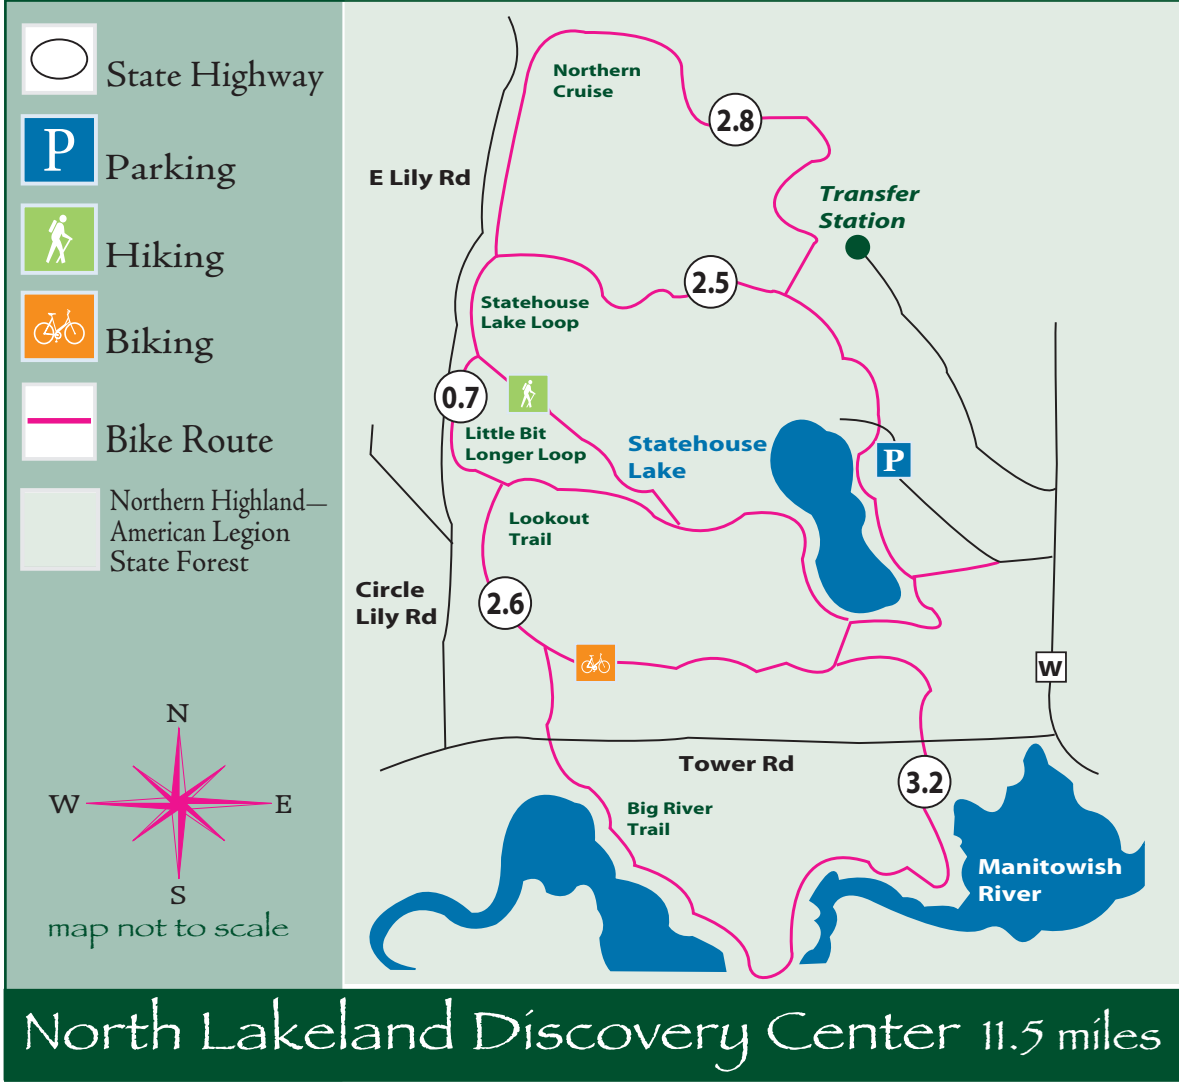 State Highway
P
Parking
Hiking
Biking
Bike Route
Northern Highland—
American Legion
State Forest
N
W
E
S
map not to scale
Northern
Cruise
2.8
E Lily Rd
Transfer
Station
2.5
Statehouse
Lake Loop
0.7
Little Bit
Longer Loop
Statehouse
Lake
P
Lookout
Trail
Circle
Lily Rd
2.6
W
Tower Rd
3.2
Big River
Trail
Manitowish
River
North Lakeland Discovery Center 11.5 miles